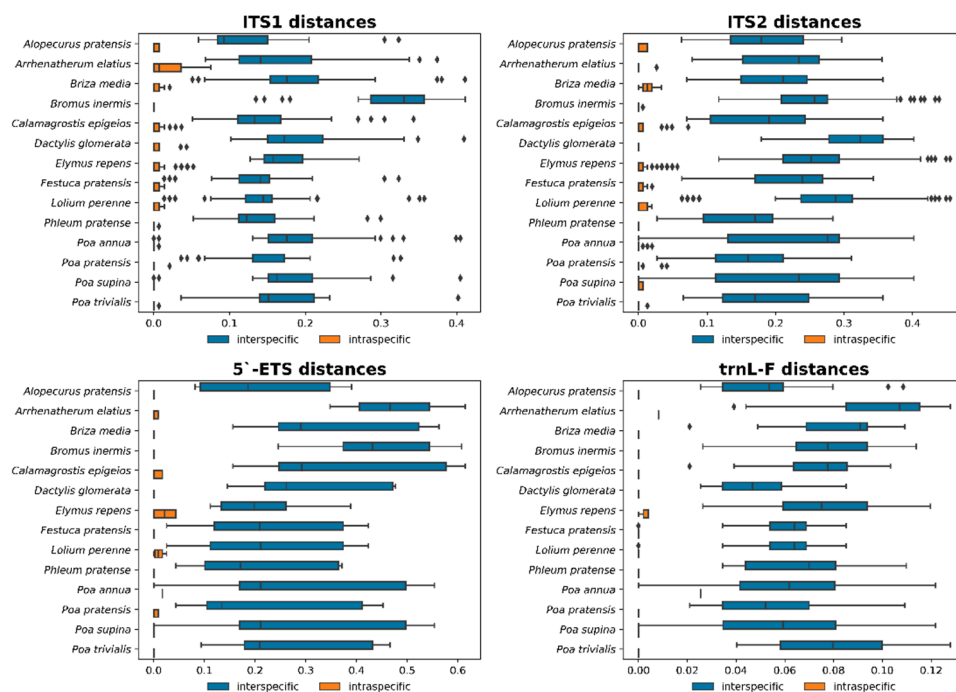 ITS1 distances
Alopecurus pratensis
Arrhenatherum elatius
Briza media
Bromus inermis
Calamagrostis epigeios
Dactylis glomerata
Elymus repens
Festuca pratensis
Lolium perenne
Phleum pratense
Poa annua
Poa pratensis
Poa supina
Poa trivialis
0.0 0.1 0.2 0.3 0.4
interspecific intraspecific
ITS2 distances
Alopecurus pratensis
Arrhenatherum elatius
Briza media
Bromus inermis
Calamagrostis epigeios
Dactylis glomerata
Elymus repens
Festuca pratensis
Lolium perenne
Phleum pratense
Poa annua
Poa pratensis
Poa supina
Poa trivialis
0.0 0.1 0.2 0.3 0.4
interspecific intraspecific
5`-ETS distances
Alopecurus pratensis
Arrhenatherum elatius
Briza media
Bromus inermis
Calamagrostis epigeios
Dactylis glomerata
Elymus repens
Festuca pratensis
Lolium perenne
Phleum pratense
Poa annua
Poa pratensis
Poa supina
Poa trivialis
0.0 0.1 0.2 0.3 0.4 0.5 0.6
interspecific intraspecific
trnL-F distances
Alopecurus pratensis
Arrhenatherum elatius
Briza media
Bromus inermis
Calamagrostis epigeios
Dactylis glomerata
Elymus repens
Festuca pratensis
Lolium perenne
Phleum pratense
Poa annua
Poa pratensis
Poa supina
Poa trivialis
0.00 0.02 0.04 0.06 0.08 0.10 0.12
interspecific intraspecific